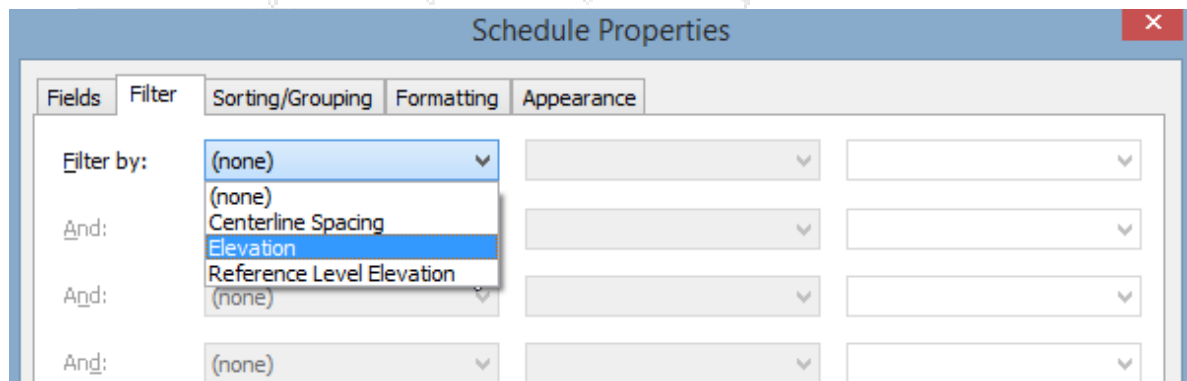 Schedule Properties
Fields Filter Sorting/Grouping Formatting Appearance
Filter by: (none)
(none)
Centerline Spacing
And:
Elevation
Reference Level Elevation
And: (none)
And: (none)